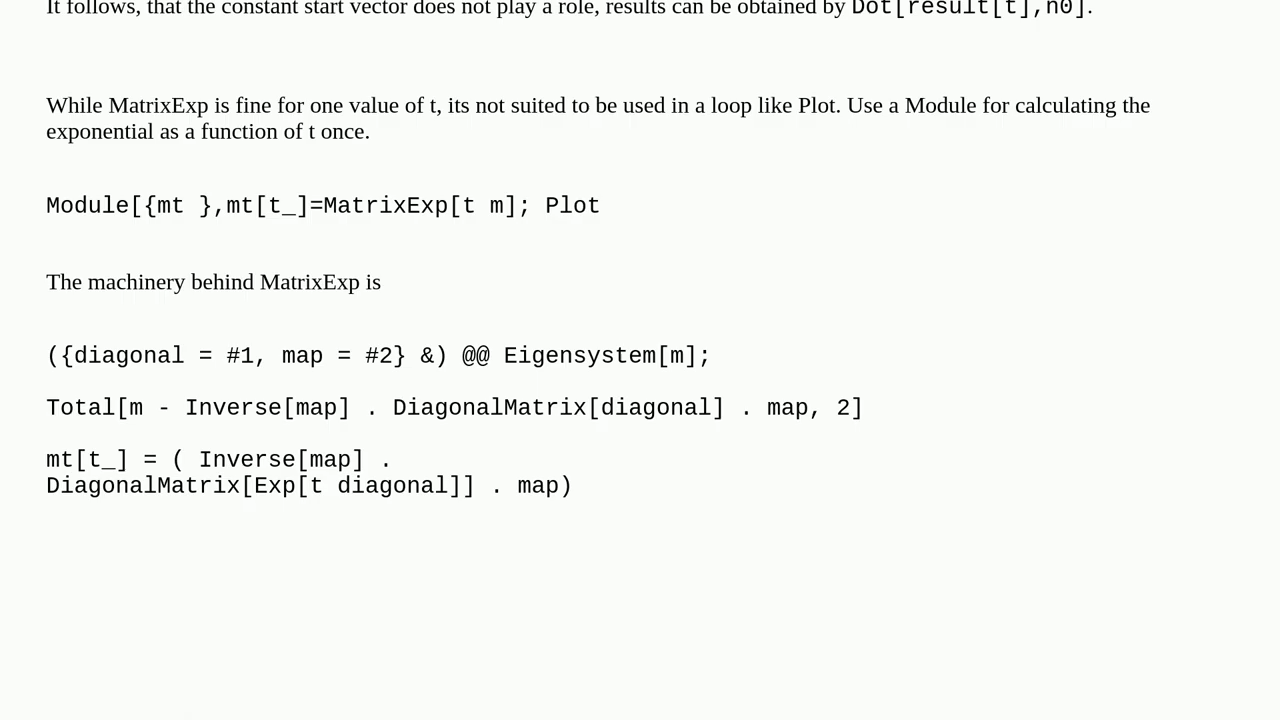 It follows, that the constant start vector does not play a role, results can be obtained by Dot[result[t],n0].
While MatrixExp is fine for one value of t, its not suited to be used in a loop like Plot. Use a Module for calculating the
exponential as a function of t once.
Module[{mt },mt[t_]=MatrixExp[t m]; Plot
The machinery behind MatrixExp is
({diagonal = #1, map = #2} &) @@ Eigensystem[m];
Total[m - Inverse[map] . DiagonalMatrix[diagonal] . map, 2]
mt[t_] = ( Inverse[map] .
DiagonalMatrix[Exp[t diagonal]] . map)